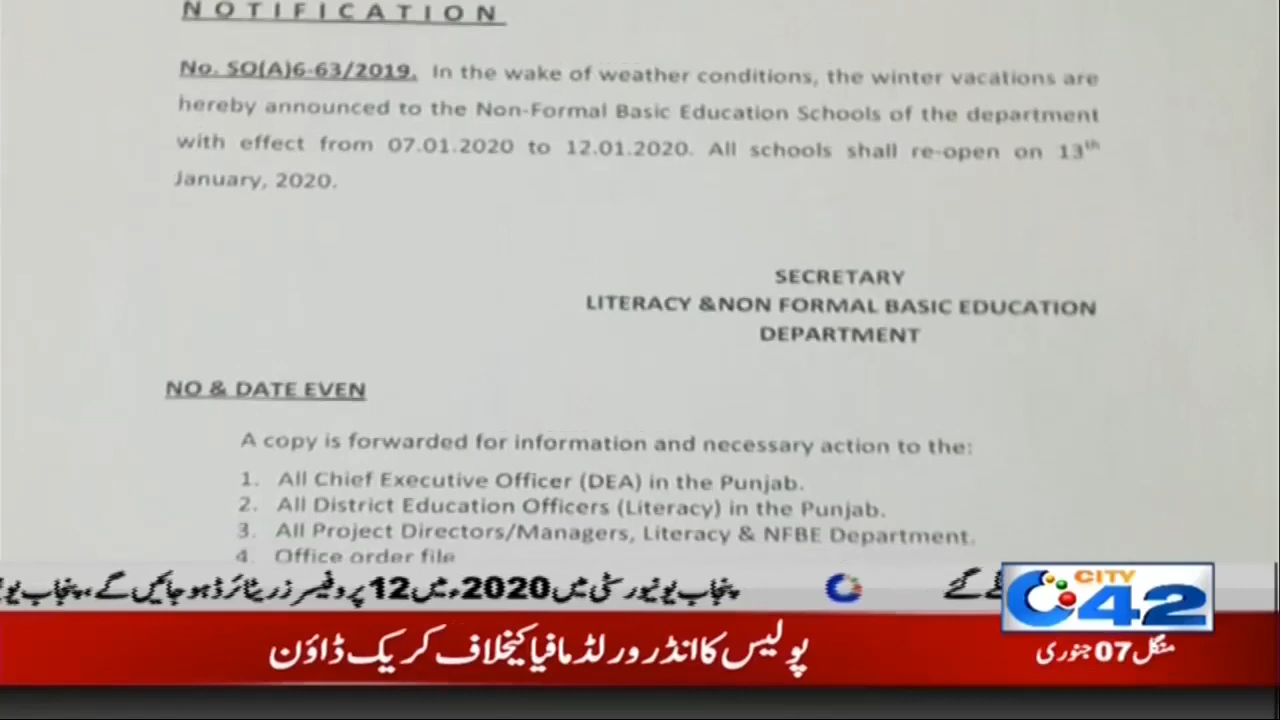 NOTIFICATION
No. SO(A)6-63/2019. In the wake of weather conditions, the winter vacations are
hereby announced to the Non-Formal Basic Education Schools of the department
with effect from 07.01.2020 to 12.01.2020. All schools shall re-open on 13th
January, 2020.
SECRETARY
LITERACY &NON FORMAL BASIC EDUCATION
DEPARTMENT
NO & DATE EVEN
A copy is forwarded for information and necessary action to the:
1. All Chief Executive Officer (DEA) in the Punjab.
2. All District Education Officers (Literacy) in the Punjab.
3. All Project Directors/Managers, Literacy & NFBE Department.
4. Office order file
گئے
پنجاب یونیورسٹی میں 2020ء میں 12 پروفیسرز ریٹائرڈ ہو جائیں گے، پنجاب یو
CITY
42
پولیس کا انڈر ورلڈ مافیا کیخلاف کریک ڈاؤن
منگل 07 جنوری